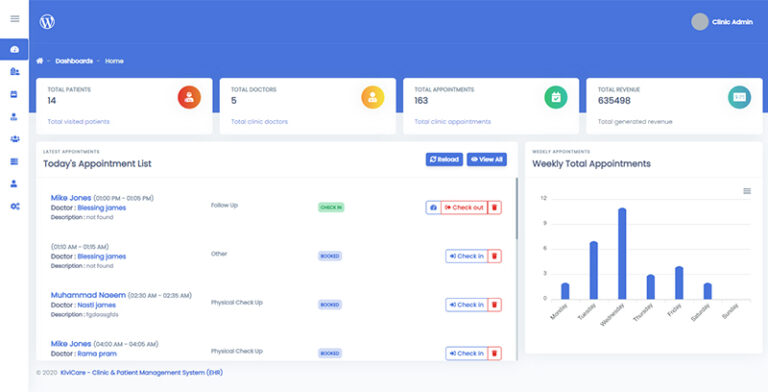 Clinic Admin
Dashboards - Home
TOTAL PATIENTS
14
Total visited patients
TOTAL DOCTORS
5
Total clinic doctors
TOTAL APPOINTMENTS
163
Total clinic appointments
TOTAL REVENUE
635498
Total generated revenue
LATEST APPOINTMENTS
Today's Appointment List
Reload
View All
Mike Jones (01:00 PM - 01:05 PM)
Doctor : Blessing james
Description : not found
Follow Up
CHECK IN
Check out
(01:10 AM - 01:15 AM)
Doctor : Blessing james
Description : not found
Other
BOOKED
Check in
Muhammad Naeem (02:30 AM - 02:35 AM)
Doctor : Nasti james
Description : fgdoosgfds
Physical Check Up
BOOKED
Check in
Mike Jones (04:00 AM - 04:05 AM)
Doctor : Rama pram
Physical Check Up
BOOKED
Check in
WEEKLY APPOINTMENTS
Weekly Total Appointments
12
9
6
3
0
Monday
Tuesday
Wednesday
Thursday
Friday
Saturday
Sunday
© 2020 KiviCare - Clinic & Patient Management System (EHR)